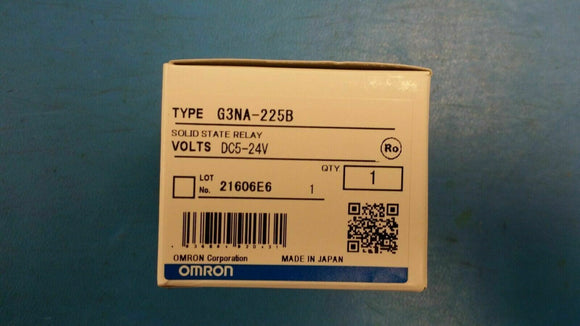 TYPE G3NA-225B
SOLID STATE RELAY
VOLTS DC5-24V
Ro
QTY 1
LOT No. 21606E6 1
OMRON Corporation MADE IN JAPAN
OMRON